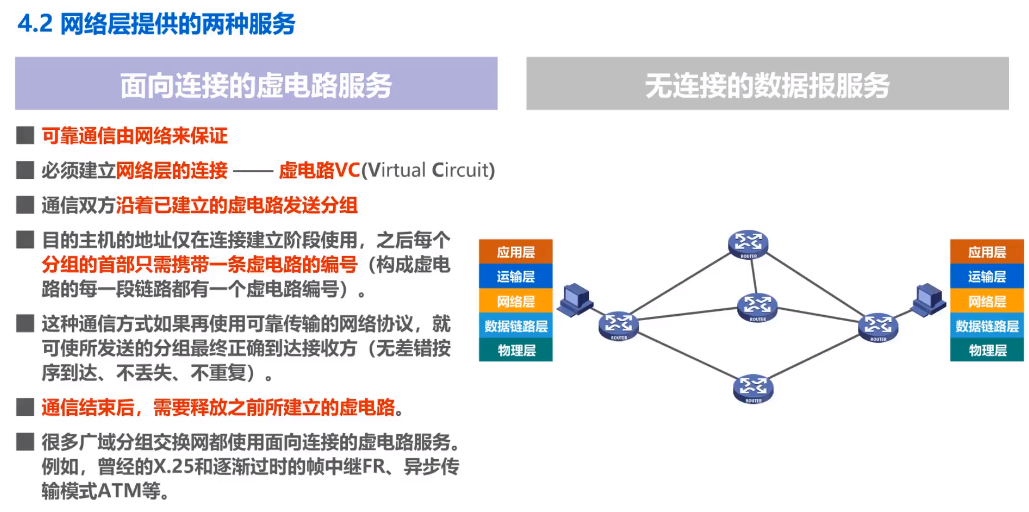 4.2 网络层提供的两种服务
面向连接的虚电路服务
无连接的数据报服务
■ 可靠通信由网络来保证
■ 必须建立网络层的连接 —— 虚电路VC(Virtual Circuit)
■ 通信双方沿着已建立的虚电路发送分组
■ 目的主机的地址仅在连接建立阶段使用，之后每个
分组的首部只需携带一条虚电路的编号（构成虚电
路的每一段链路都有一个虚电路编号）。
■ 这种通信方式如果再使用可靠传输的网络协议，就
可使所发送的分组最终正确到达接收方（无差错按
序到达、不丢失、不重复）。
■ 通信结束后，需要释放之前所建立的虚电路。
■ 很多广域分组交换网都使用面向连接的虚电路服务。
例如，曾经的X.25和逐渐过时的帧中继FR、异步传
输模式ATM等。
应用层
运输层
网络层
数据链路层
物理层
ROUTER
ROUTER
ROUTER
ROUTER
ROUTER
应用层
运输层
网络层
数据链路层
物理层